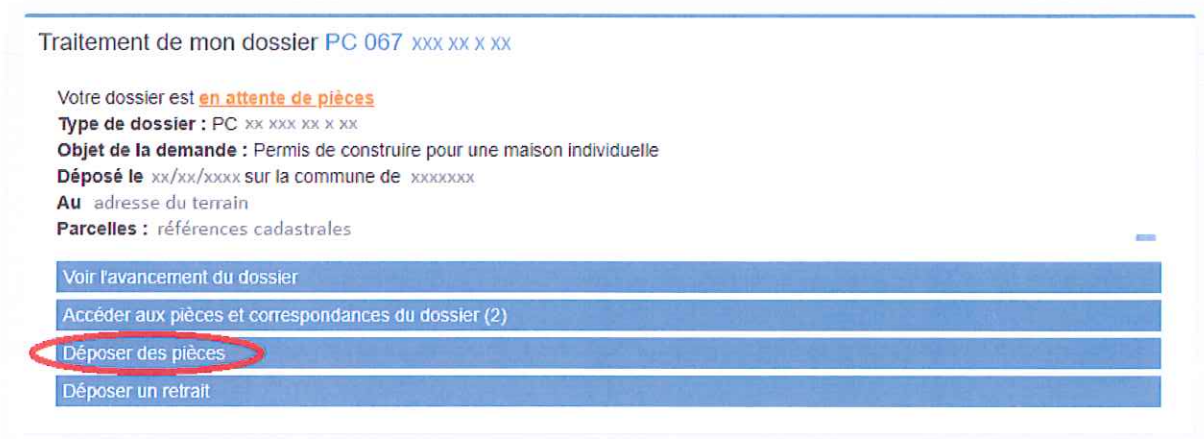 Traitement de mon dossier PC 067 xxx xx x xx
Votre dossier est en attente de pièces
Type de dossier : PC xx xxx xx x xx
Objet de la demande : Permis de construire pour une maison individuelle
Déposé le xx/xx/xxxx sur la commune de xxxxxxx
Au adresse du terrain
Parcelles : références cadastrales
Voir l'avancement du dossier
Accéder aux pièces et correspondances du dossier (2)
Déposer des pièces
Déposer un retrait